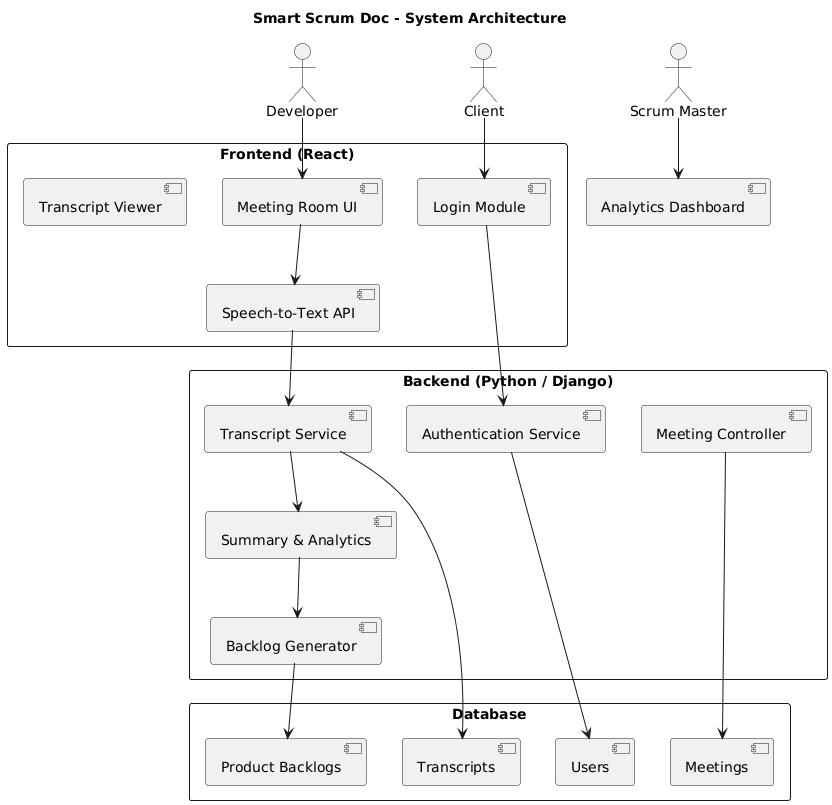 Smart Scrum Doc - System Architecture
Developer
Client
Scrum Master
Frontend (React)
Transcript Viewer
Meeting Room UI
Login Module
Analytics Dashboard
Speech-to-Text API
Backend (Python / Django)
Transcript Service
Authentication Service
Meeting Controller
Summary & Analytics
Backlog Generator
Database
Product Backlogs
Transcripts
Users
Meetings